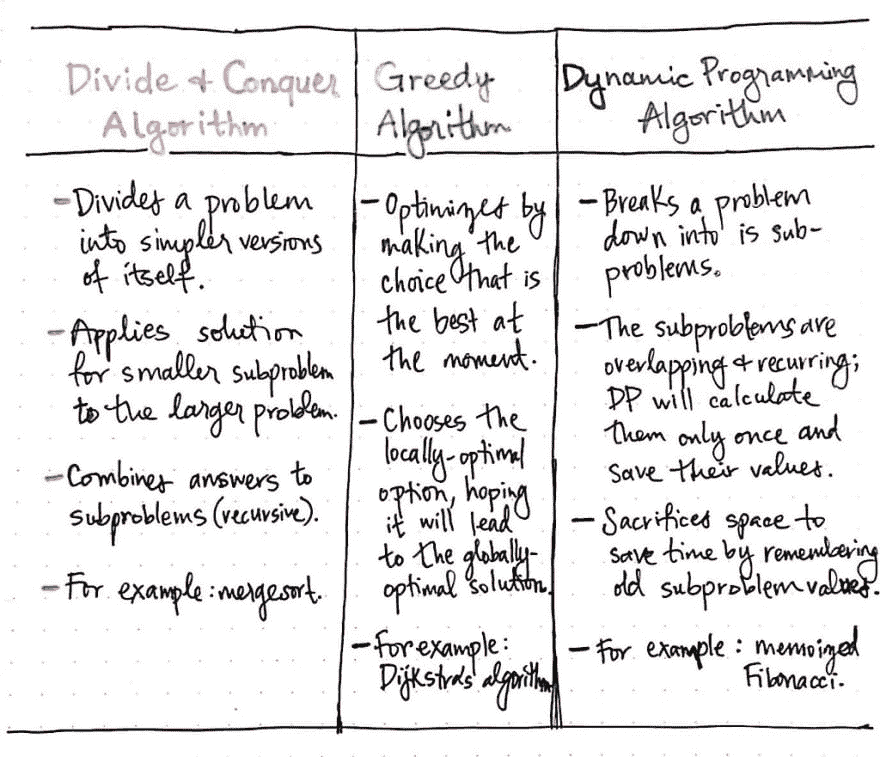 Divide & Conquer
Algorithm
- Divides a problem
into simpler versions
of itself.
- Applies solution
for smaller subproblem
to the larger problem.
- Combines answers to
subproblems (recursive).
- For example: mergesort.
Greedy
Algorithm
- Optimizes by
making the
choice that is
the best at
the moment.
- Chooses the
locally-optimal
option, hoping
it will lead
to the globally-
optimal solution.
- For example:
Dijkstra's algorithm
Dynamic Programming
Algorithm
- Breaks a problem
down into is sub-
problems.
- The subproblems are
overlapping & recurring;
DP will calculate
them only once and
save their values.
- Sacrifices space to
save time by remembering
old subproblem values.
- For example: memoized
Fibonacci.